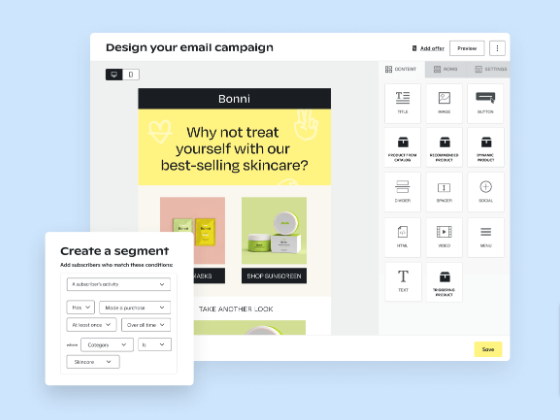 Design your email campaign
Add offer
Preview
CONTENT
ROWS
SETTINGS
Bonni
Why not treat
yourself with our
best-selling skincare?
TITLE
IMAGE
BUTTON
PRODUCT FROM
CATALOG
RECOMMENDED
PRODUCT
DYNAMIC
PRODUCT
DIVIDER
SPACER
SOCIAL
HTML
VIDEO
MENU
TEXT
TRIGGERING
PRODUCT
MASKS
SHOP SUNSCREEN
TAKE ANOTHER LOOK
Save
Create a segment
Add subscribers who match these conditions
A subscriber's activity
Has
Made a purchase
At least once
Over all time
where
Category
Is
Skincare